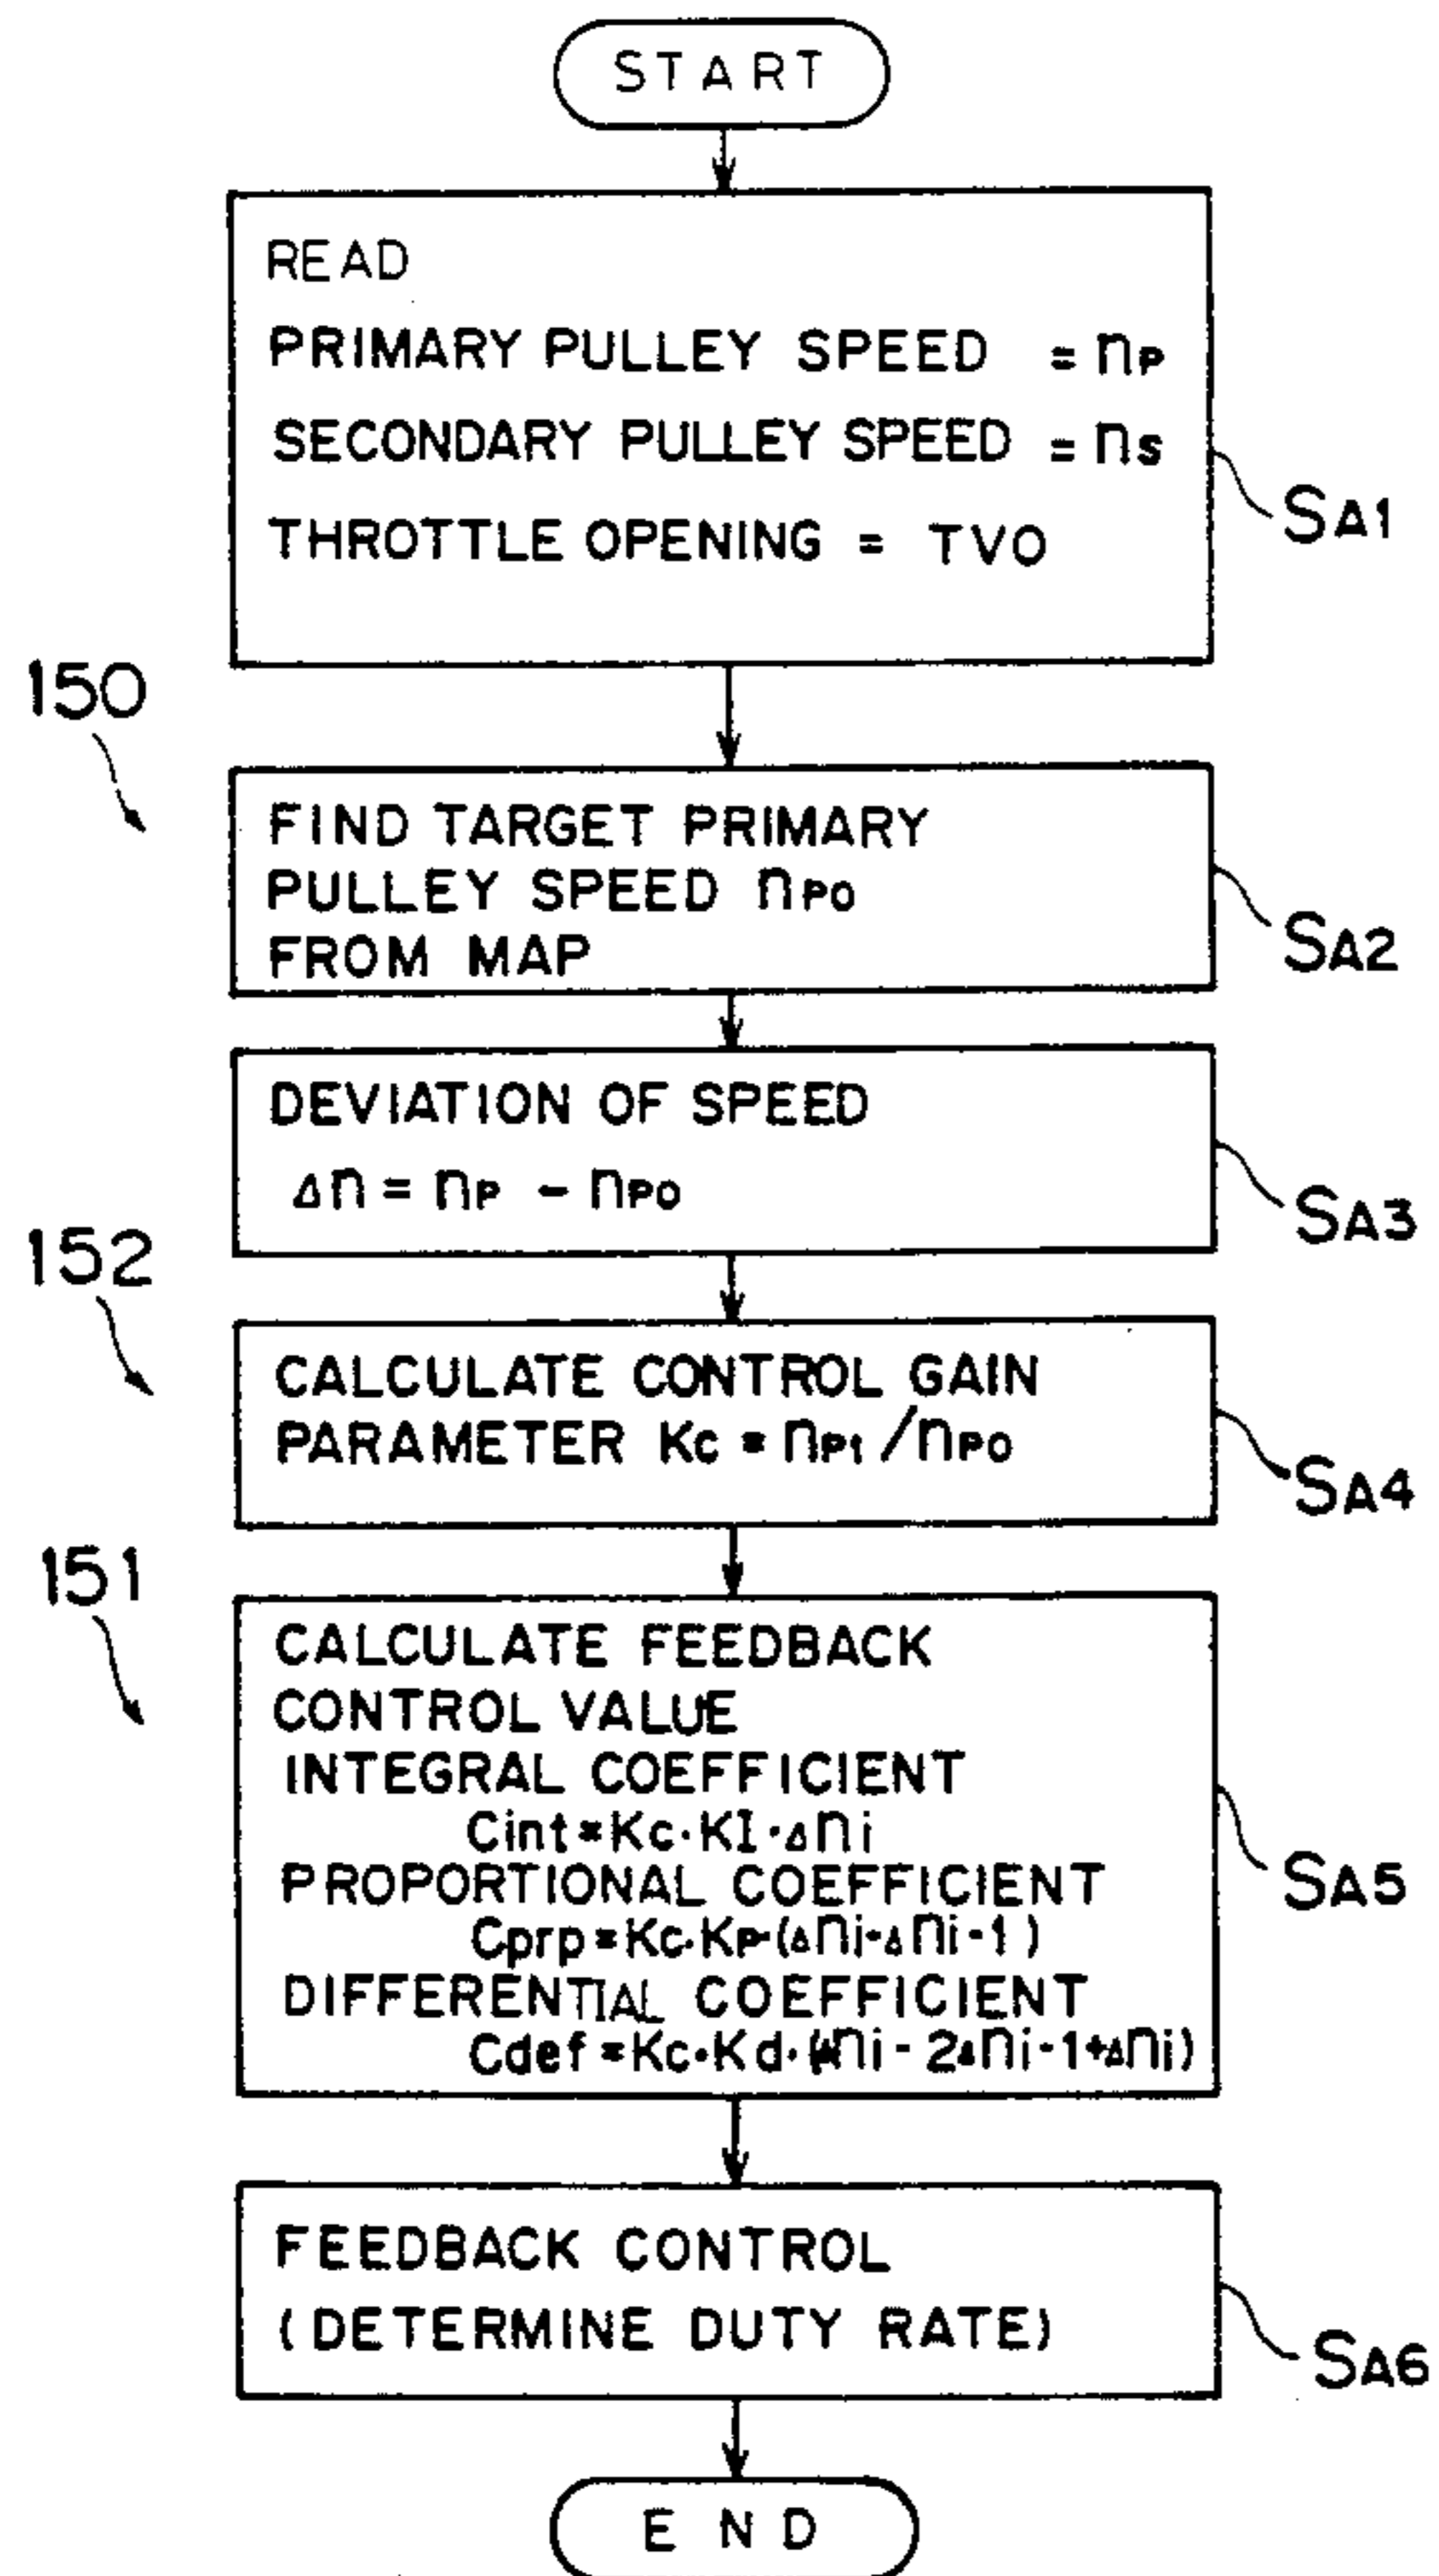 START
READ
PRIMARY PULLEY SPEED = nP
SECONDARY PULLEY SPEED = nS
THROTTLE OPENING = TVO
SA1
150
FIND TARGET PRIMARY
PULLEY SPEED nPO
FROM MAP
SA2
DEVIATION OF SPEED
Δn = nP - nPO
SA3
152
CALCULATE CONTROL GAIN
PARAMETER Kc = nP1 / nPO
SA4
151
CALCULATE FEEDBACK
CONTROL VALUE
INTEGRAL COEFFICIENT
Cint = Kc · KI · Δni
PROPORTIONAL COEFFICIENT
Cprp = Kc · KP · (Δni - Δni-1)
DIFFERENTIAL COEFFICIENT
Cdef = Kc · Kd · (Δni - 2Δni-1 + Δni)
SA5
FEEDBACK CONTROL
(DETERMINE DUTY RATE)
SA6
END